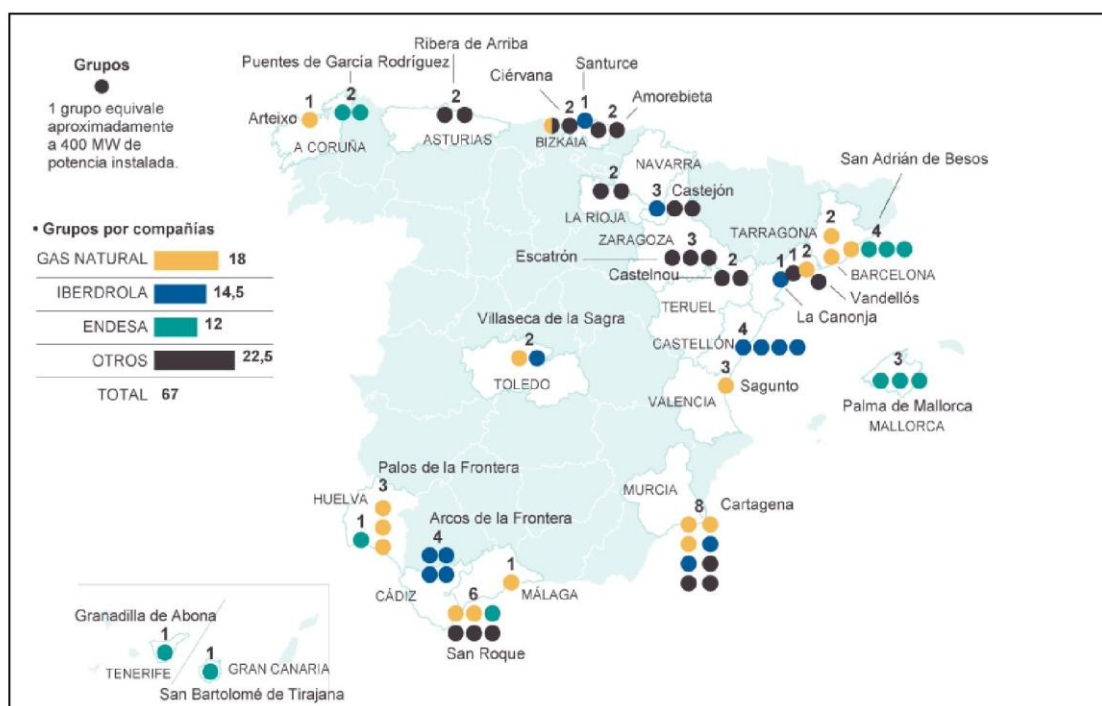 Grupos
1 grupo equivale
aproximadamente
a 400 MW de
potencia instalada.
• Grupos por compañías
GAS NATURAL 18
IBERDROLA 14,5
ENDESA 12
OTROS 22,5
TOTAL 67
Ribera de Arriba
Puentes de García Rodríguez
Santurce
Ciérvana
Amorebieta
1
2
2
2
1
2
Arteixo
A CORUÑA
ASTURIAS
BIZKAIA
NAVARRA
San Adrián de Besos
2
3
Castejón
LA RIOJA
TARRAGONA
2
4
ZARAGOZA
3
Escatrón
BARCELONA
Castelnou
2
1
1
2
Vandellós
TERUEL
La Canonja
Villaseca de la Sagra
2
TOLEDO
CASTELLÓN
4
3
Sagunto
VALENCIA
3
Palma de Mallorca
MALLORCA
Palos de la Frontera
3
HUELVA
1
Arcos de la Frontera
4
CÁDIZ
1
MÁLAGA
6
San Roque
MURCIA
Cartagena
8
Granadilla de Abona
1
TENERIFE
1
GRAN CANARIA
San Bartolomé de Tirajana